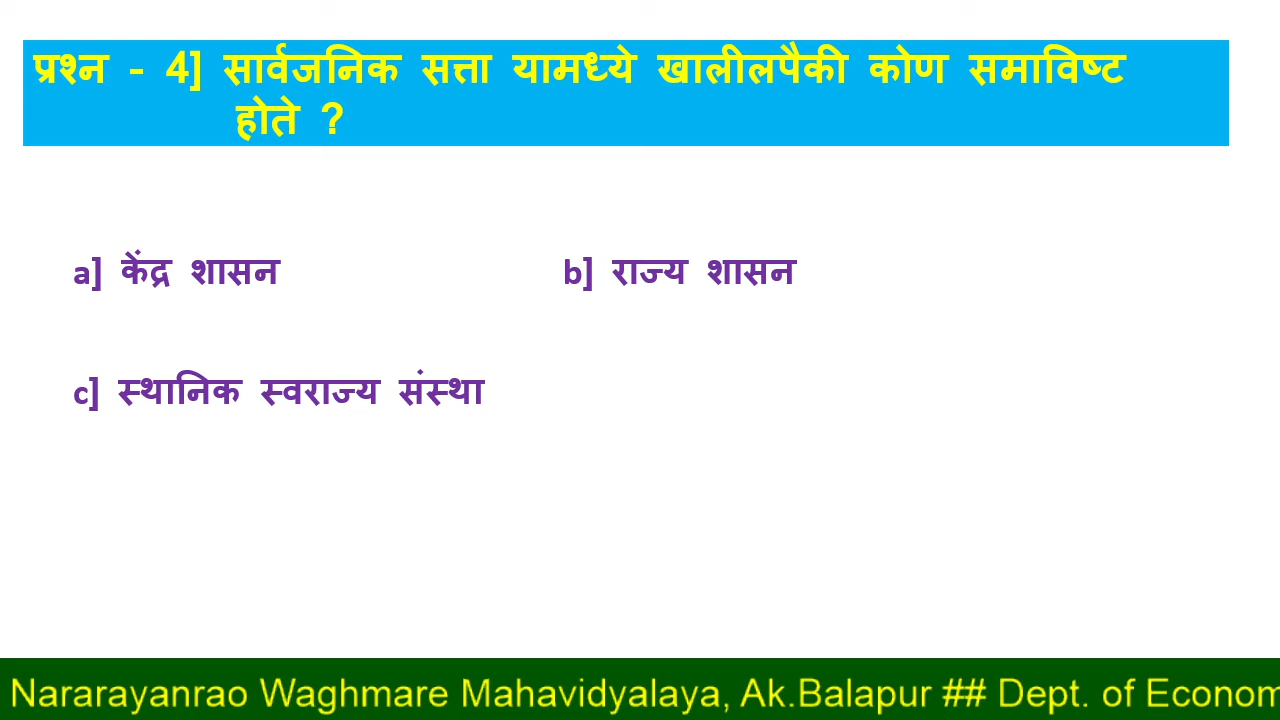 प्रश्न - 4] सार्वजनिक सत्ता यामध्ये खालीलपैकी कोण समाविष्ट
होते ?
a] केंद्र शासन b] राज्य शासन
c] स्थानिक स्वराज्य संस्था
Nararayanrao Waghmare Mahavidyalaya, Ak.Balapur ## Dept. of Econom